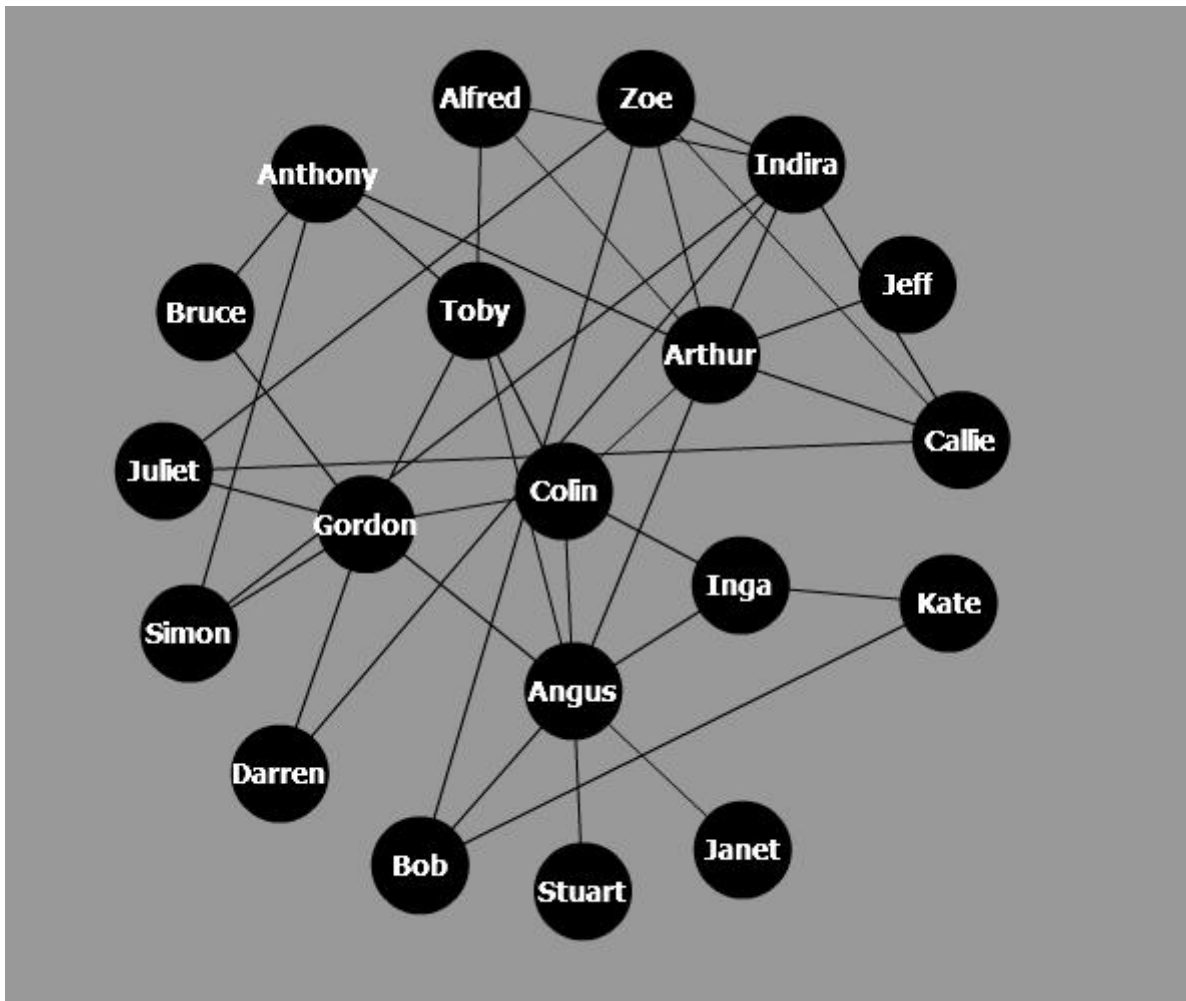 Alfred
Zoe
Indira
Anthony
Jeff
Bruce
Toby
Arthur
Callie
Juliet
Colin
Gordon
Inga
Kate
Simon
Angus
Darren
Janet
Bob
Stuart